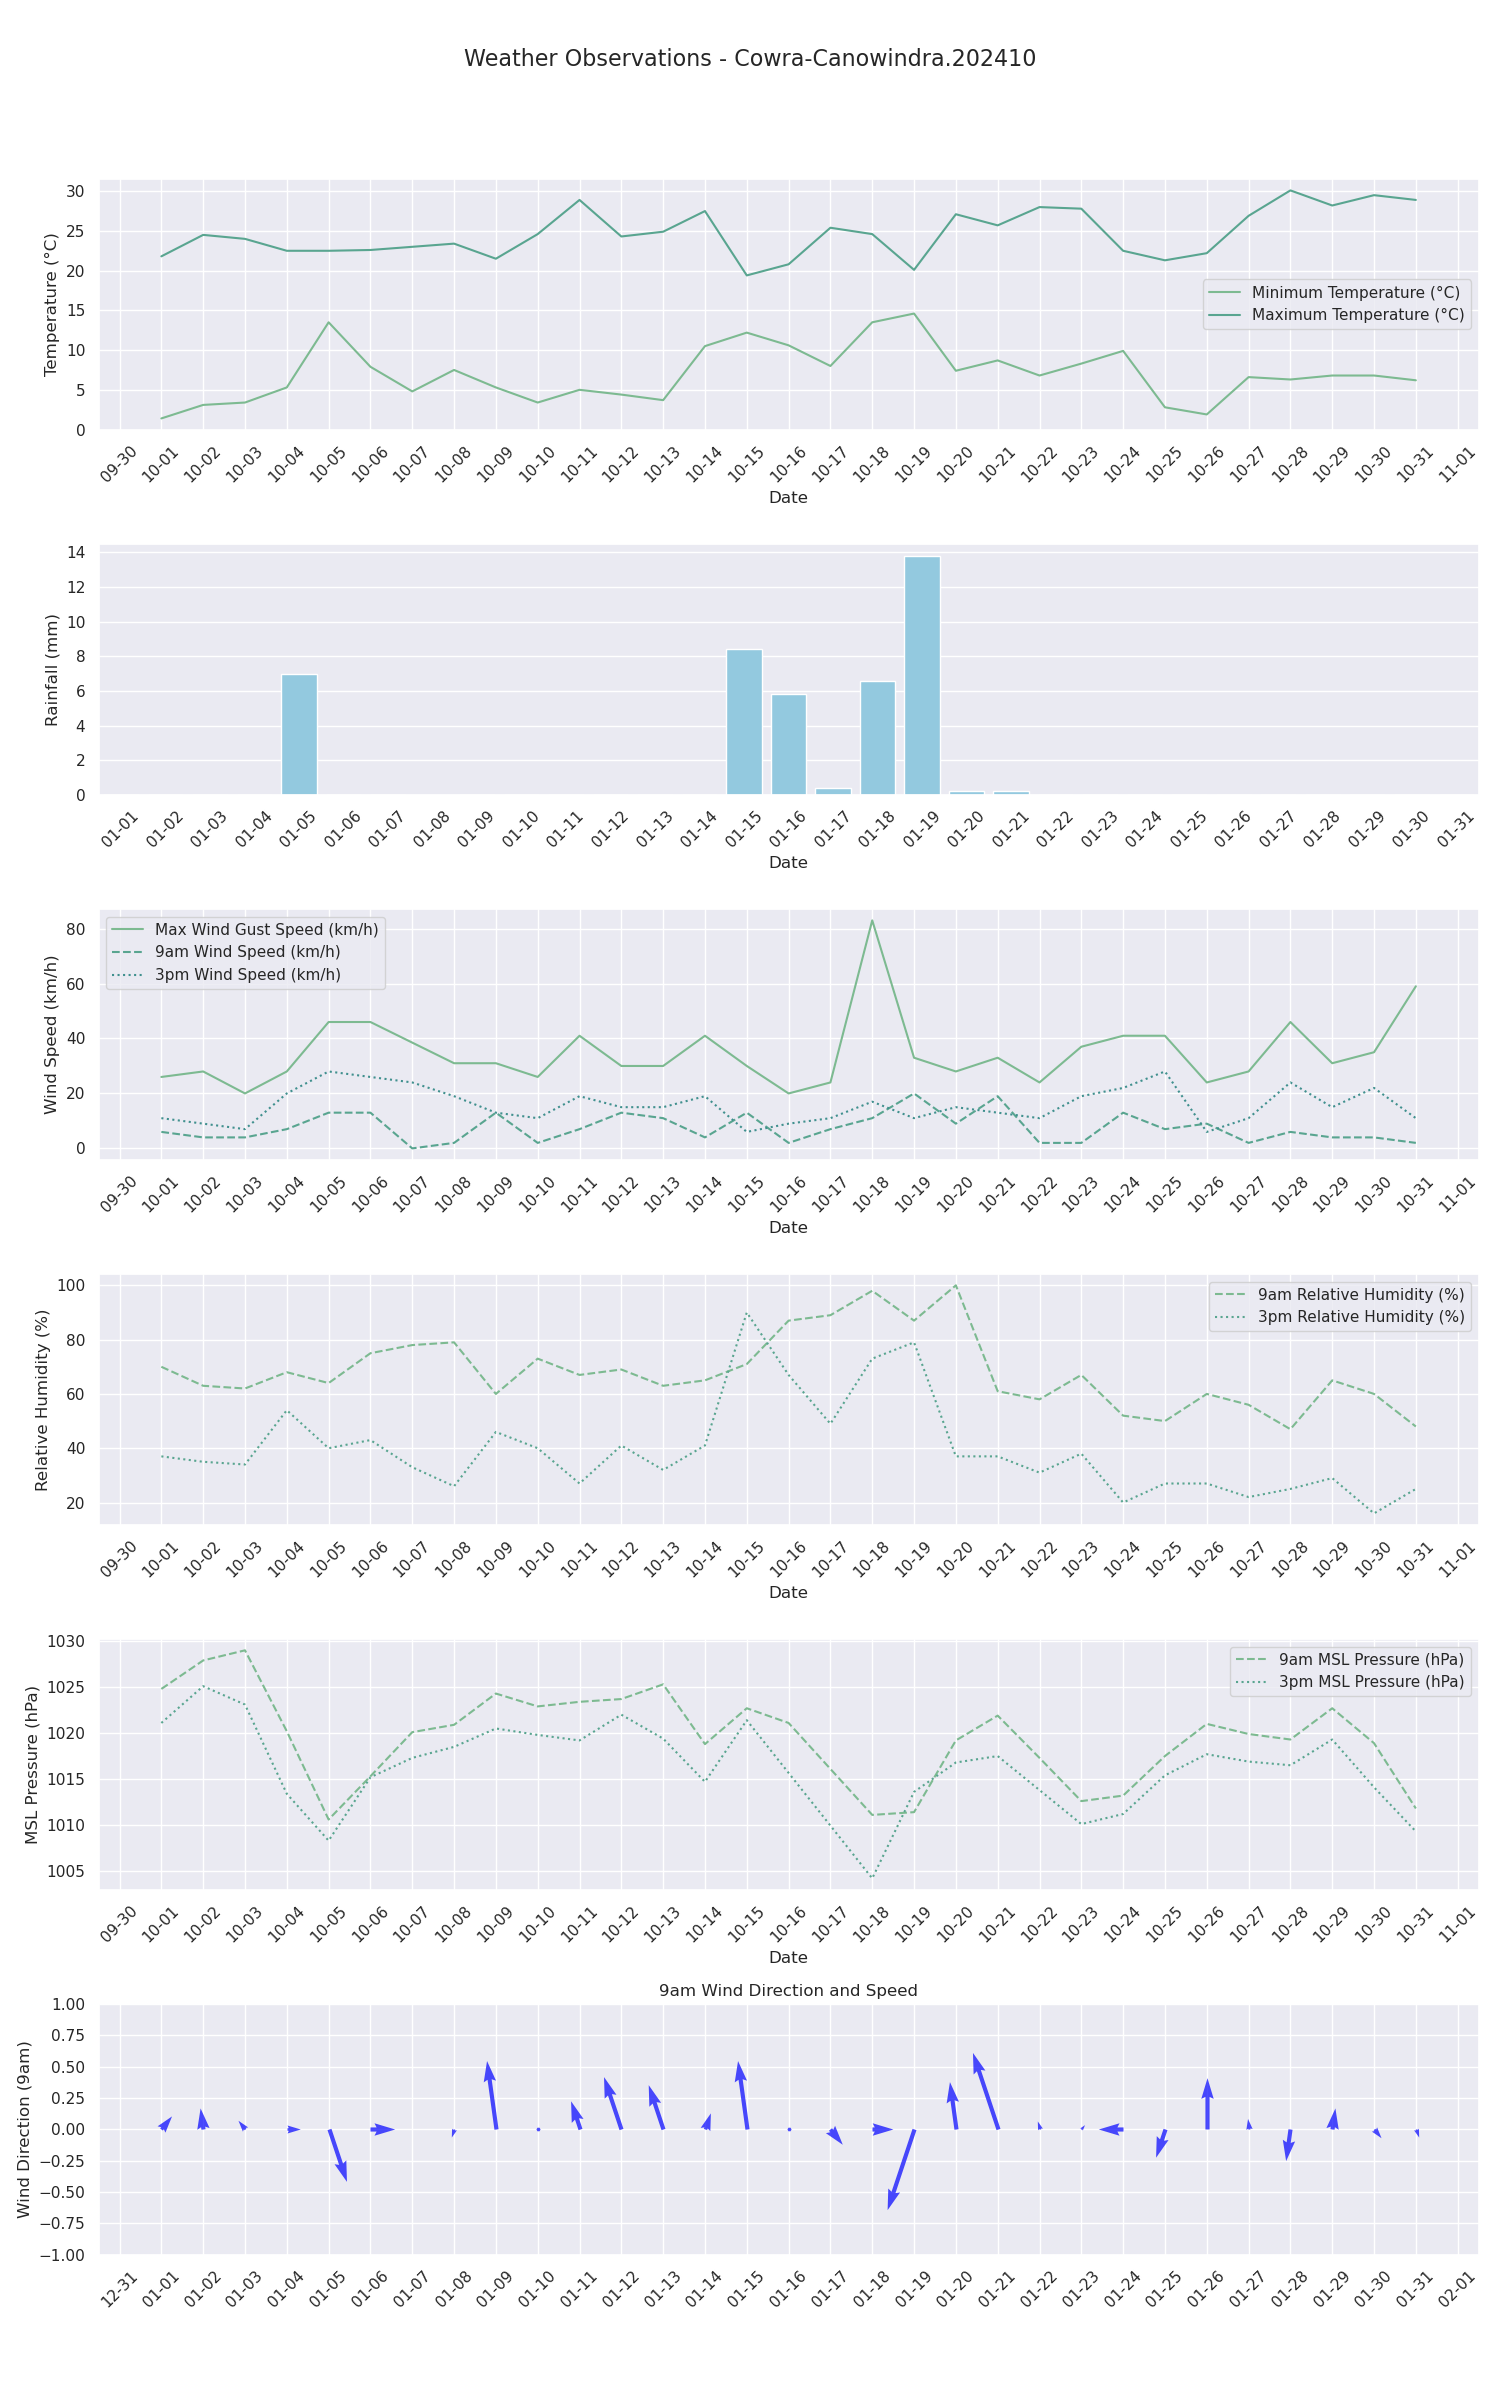 Weather Observations - Cowra-Canowindra.202410
30
25
20
15
10
5
0
Temperature (°C)
Minimum Temperature (°C)
Maximum Temperature (°C)
09-30 10-01 10-02 10-03 10-04 10-05 10-06 10-07 10-08 10-09 10-10 10-11 10-12 10-13 10-14 10-15 10-16 10-17 10-18 10-19 10-20 10-21 10-22 10-23 10-24 10-25 10-26 10-27 10-28 10-29 10-30 10-31 11-01
Date
14
12
10
8
6
4
2
0
Rainfall (mm)
01-01 01-02 01-03 01-04 01-05 01-06 01-07 01-08 01-09 01-10 01-11 01-12 01-13 01-14 01-15 01-16 01-17 01-18 01-19 01-20 01-21 01-22 01-23 01-24 01-25 01-26 01-27 01-28 01-29 01-30 01-31
Date
80
60
40
20
0
Wind Speed (km/h)
Max Wind Gust Speed (km/h)
9am Wind Speed (km/h)
3pm Wind Speed (km/h)
09-30 10-01 10-02 10-03 10-04 10-05 10-06 10-07 10-08 10-09 10-10 10-11 10-12 10-13 10-14 10-15 10-16 10-17 10-18 10-19 10-20 10-21 10-22 10-23 10-24 10-25 10-26 10-27 10-28 10-29 10-30 10-31 11-01
Date
100
80
60
40
20
Relative Humidity (%)
9am Relative Humidity (%)
3pm Relative Humidity (%)
09-30 10-01 10-02 10-03 10-04 10-05 10-06 10-07 10-08 10-09 10-10 10-11 10-12 10-13 10-14 10-15 10-16 10-17 10-18 10-19 10-20 10-21 10-22 10-23 10-24 10-25 10-26 10-27 10-28 10-29 10-30 10-31 11-01
Date
1030
1025
1020
1015
1010
1005
MSL Pressure (hPa)
9am MSL Pressure (hPa)
3pm MSL Pressure (hPa)
09-30 10-01 10-02 10-03 10-04 10-05 10-06 10-07 10-08 10-09 10-10 10-11 10-12 10-13 10-14 10-15 10-16 10-17 10-18 10-19 10-20 10-21 10-22 10-23 10-24 10-25 10-26 10-27 10-28 10-29 10-30 10-31 11-01
Date
9am Wind Direction and Speed
1.00
0.75
0.50
0.25
0.00
−0.25
−0.50
−0.75
−1.00
Wind Direction (9am)
12-31 01-01 01-02 01-03 01-04 01-05 01-06 01-07 01-08 01-09 01-10 01-11 01-12 01-13 01-14 01-15 01-16 01-17 01-18 01-19 01-20 01-21 01-22 01-23 01-24 01-25 01-26 01-27 01-28 01-29 01-30 01-31 02-01